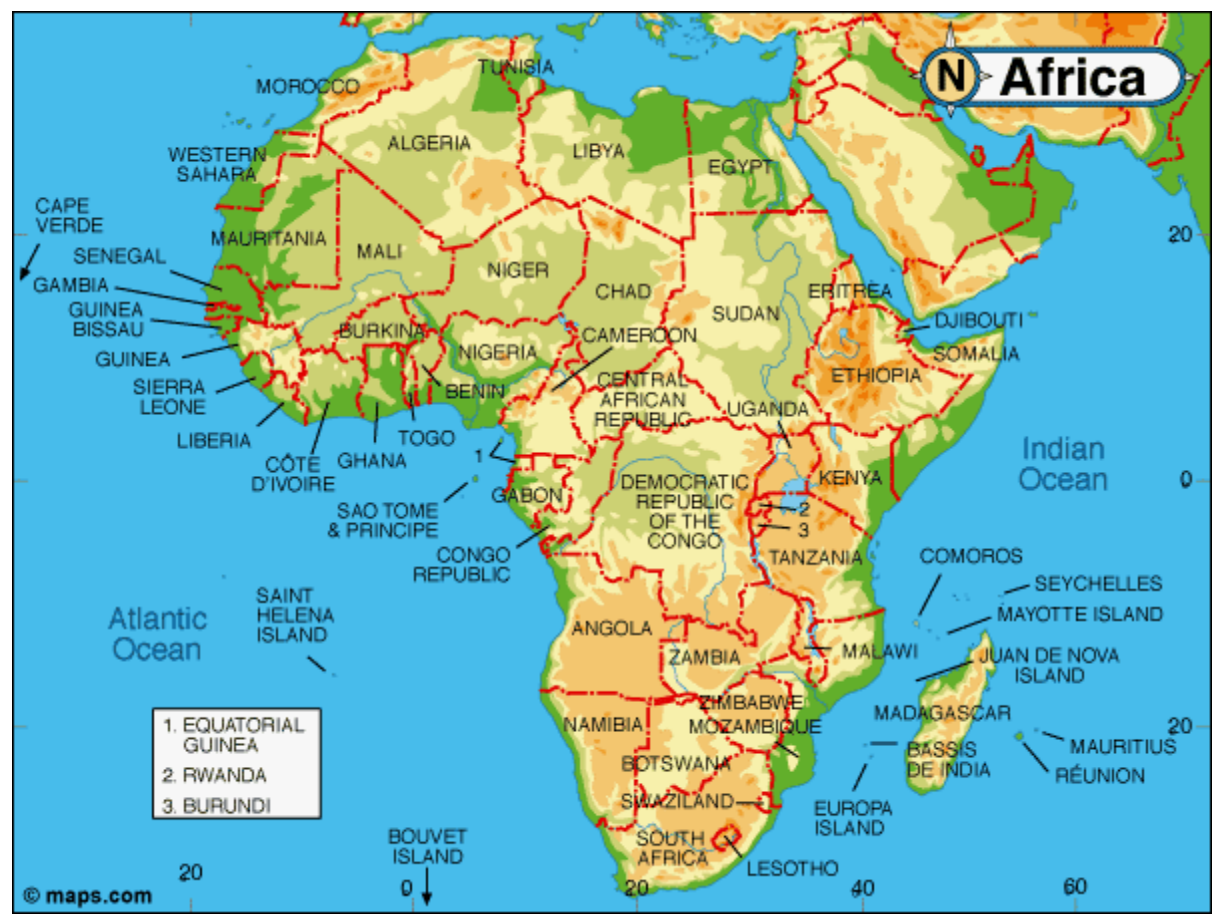 N Africa
MOROCCO
TUNISIA
ALGERIA
LIBYA
EGYPT
WESTERN
SAHARA
CAPE
VERDE
MAURITANIA
MALI
NIGER
CHAD
SUDAN
ERITREA
20
SENEGAL
GAMBIA
GUINEA
BISSAU
GUINEA
SIERRA
LEONE
LIBERIA
BURKINA
NIGERIA
CAMEROON
DJIBOUTI
SOMALIA
ETHIOPIA
BENIN
CENTRAL
AFRICAN
REPUBLIC
UGANDA
CÔTE
D'IVOIRE
GHANA
TOGO
1
GABON
SAO TOME
& PRINCIPE
CONGO
REPUBLIC
DEMOCRATIC
REPUBLIC
OF THE
CONGO
KENYA
2
3
TANZANIA
Indian
Ocean
0
COMOROS
SEYCHELLES
MAYOTTE ISLAND
JUAN DE NOVA
ISLAND
Atlantic
Ocean
SAINT
HELENA
ISLAND
ANGOLA
ZAMBIA
MALAWI
ZIMBABWE
MOZAMBIQUE
MADAGASCAR
NAMIBIA
BOTSWANA
BASSIS
DE INDIA
MAURITIUS
RÉUNION
20
EUROPA
ISLAND
SWAZILAND
SOUTH
AFRICA
LESOTHO
1. EQUATORIAL
GUINEA
2. RWANDA
3. BURUNDI
BOUVET
ISLAND
20
0
20
40
60
© maps.com